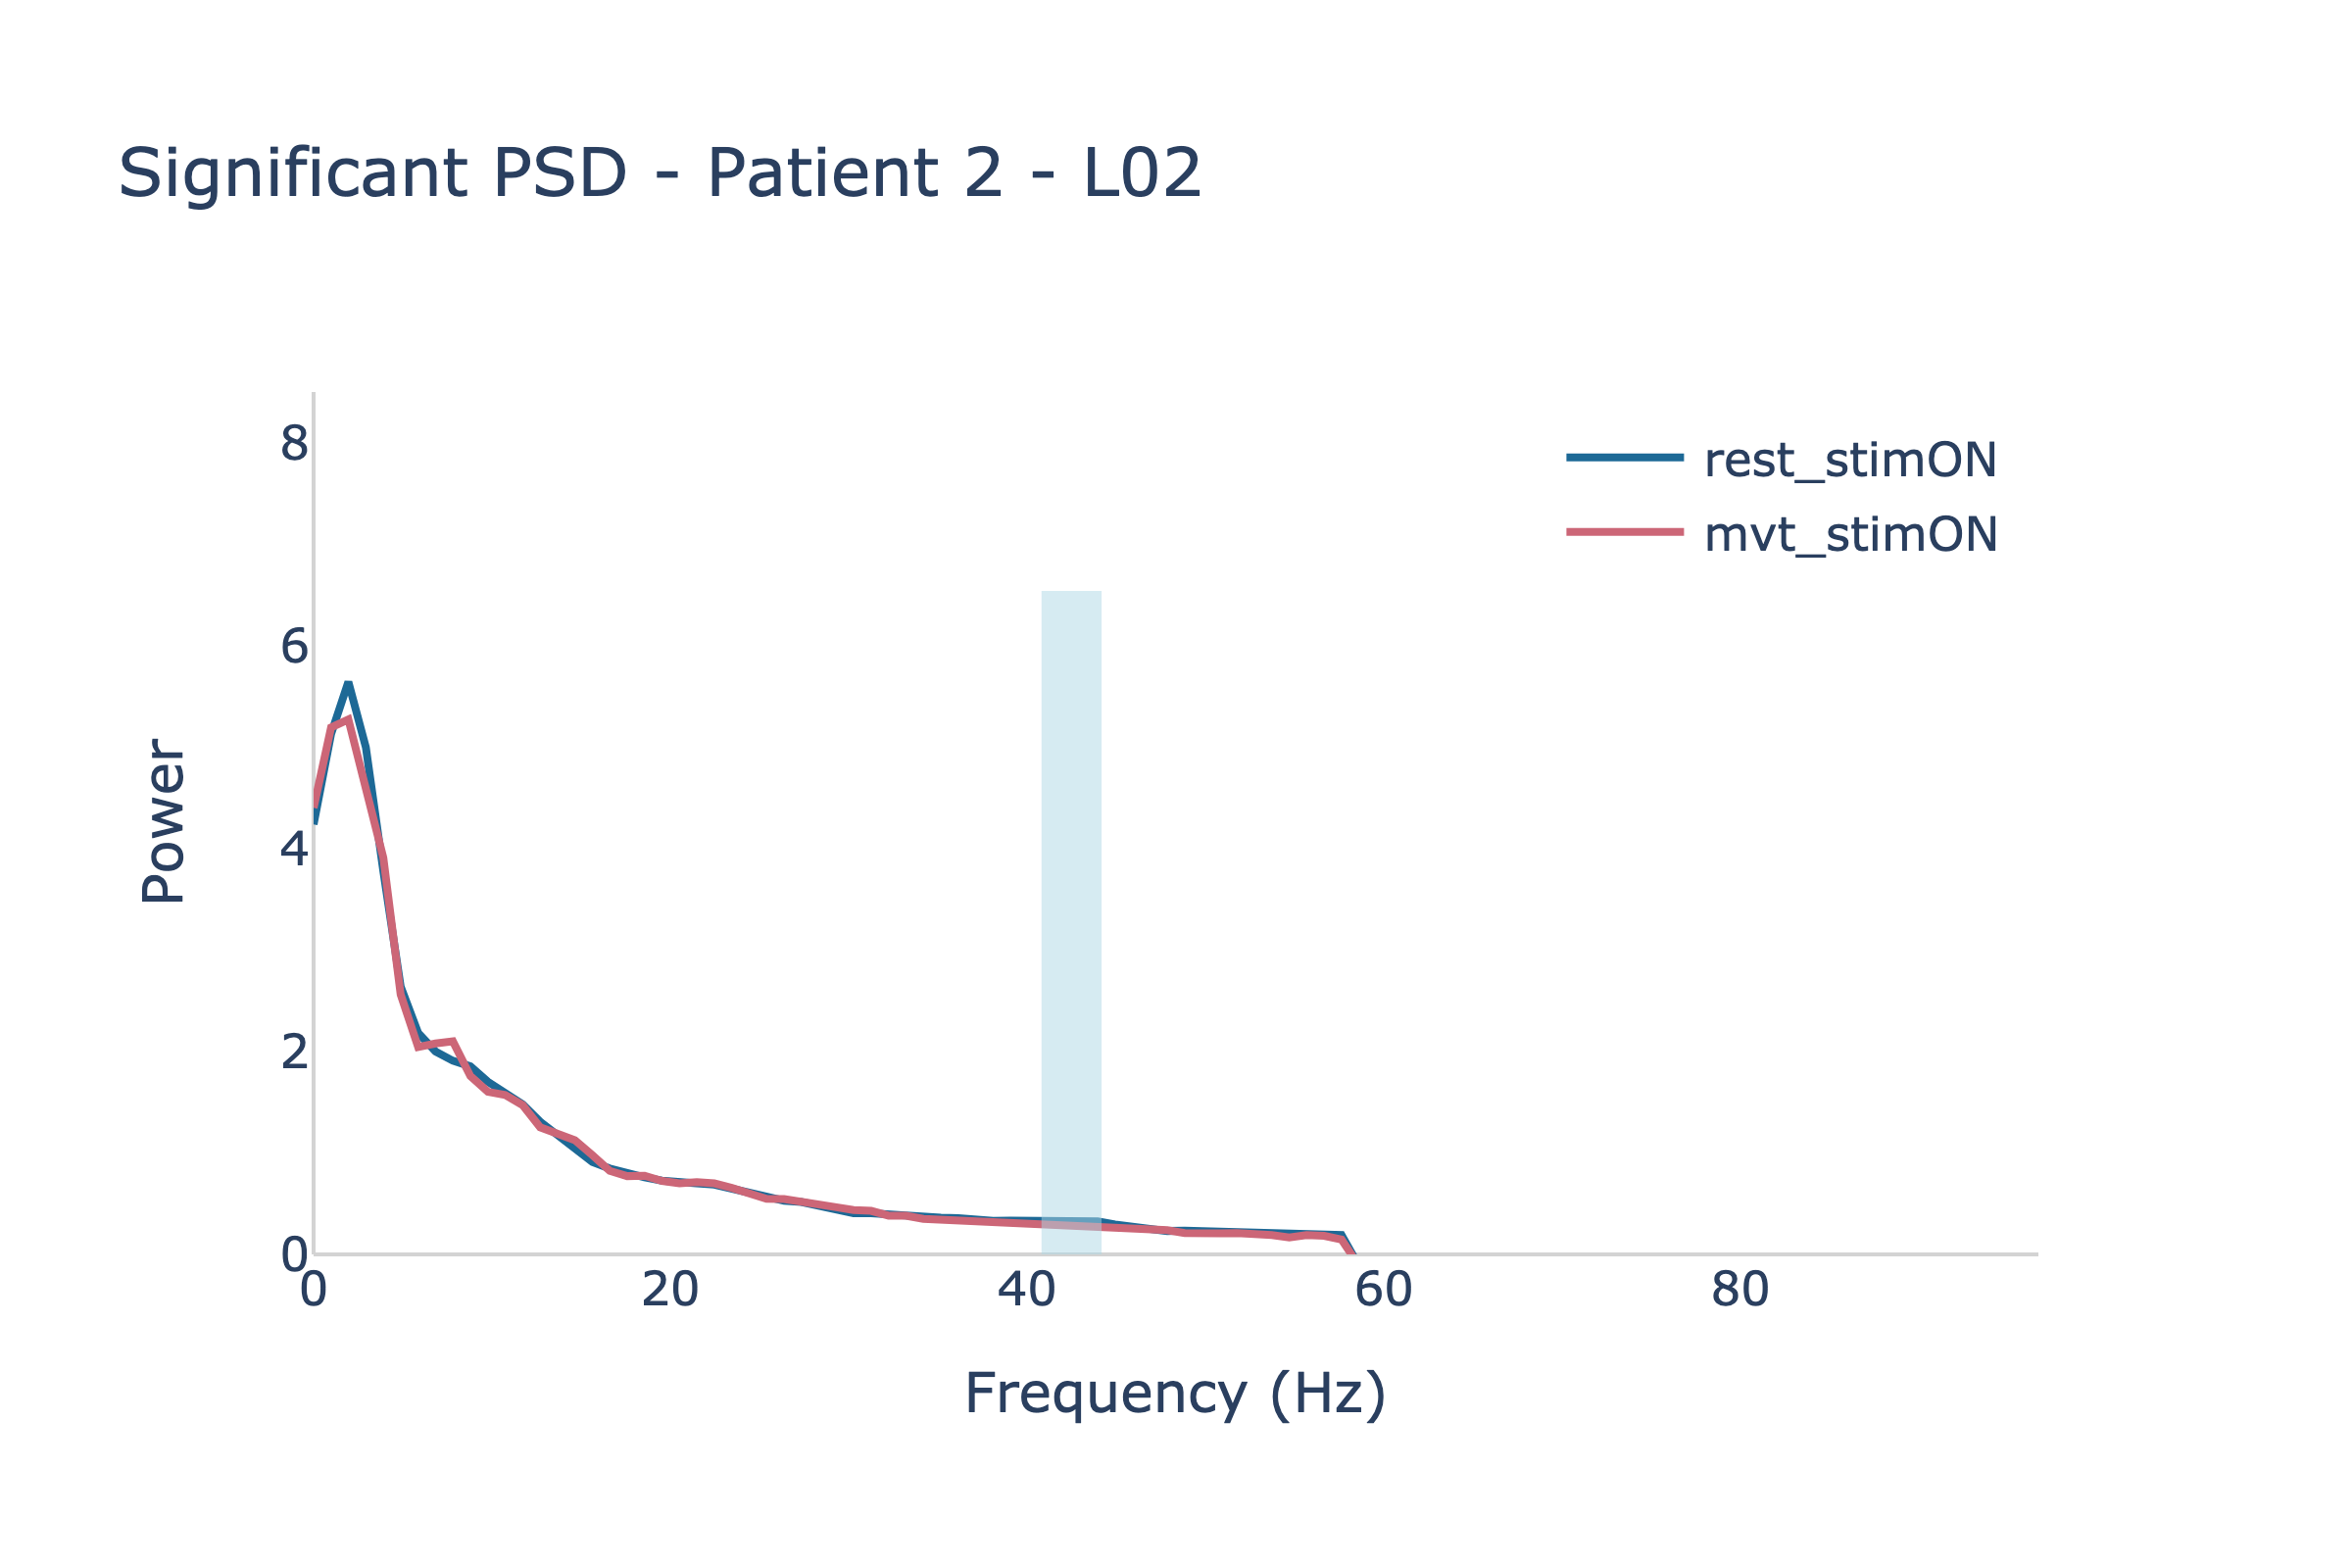 Significant PSD - Patient 2 - L02
rest_stimON
mvt_stimON
8
6
4
2
0
Power
0 20 40 60 80
Frequency (Hz)